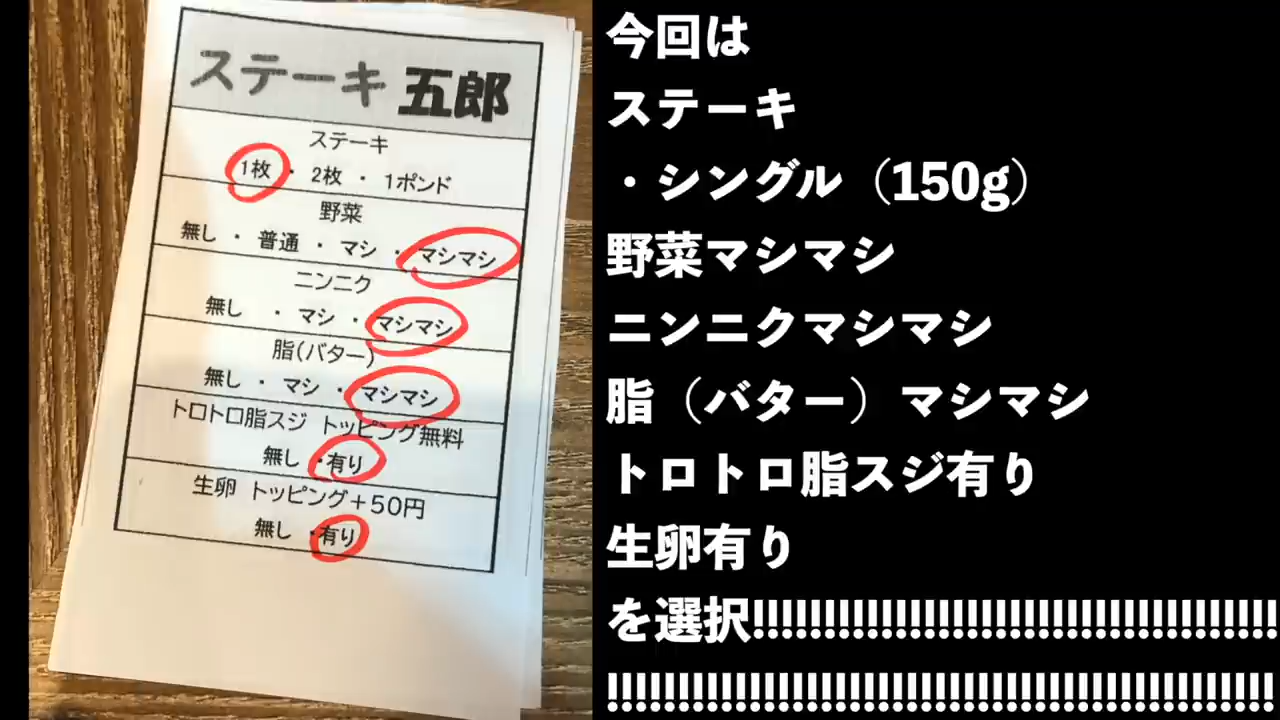 ステーキ 五郎
ステーキ
1枚 ・ 2枚 ・ 1ポンド
野菜
無し ・ 普通 ・ マシ ・ マシマシ
ニンニク
無し ・ マシ ・ マシマシ
脂(バター)
無し ・ マシ ・ マシマシ
トロトロ脂スジ トッピング無料
無し ・有り
生卵 トッピング+50円
無し ・有り
今回は
ステーキ
・シングル（150g）
野菜マシマシ
ニンニクマシマシ
脂（バター）マシマシ
トロトロ脂スジ有り
生卵有り
を選択!!!!!!!!!!!!!!!!!!!!!!!!!!!!!!!!!!!!!
!!!!!!!!!!!!!!!!!!!!!!!!!!!!!!!!!!!!!!!!!!!!!!!